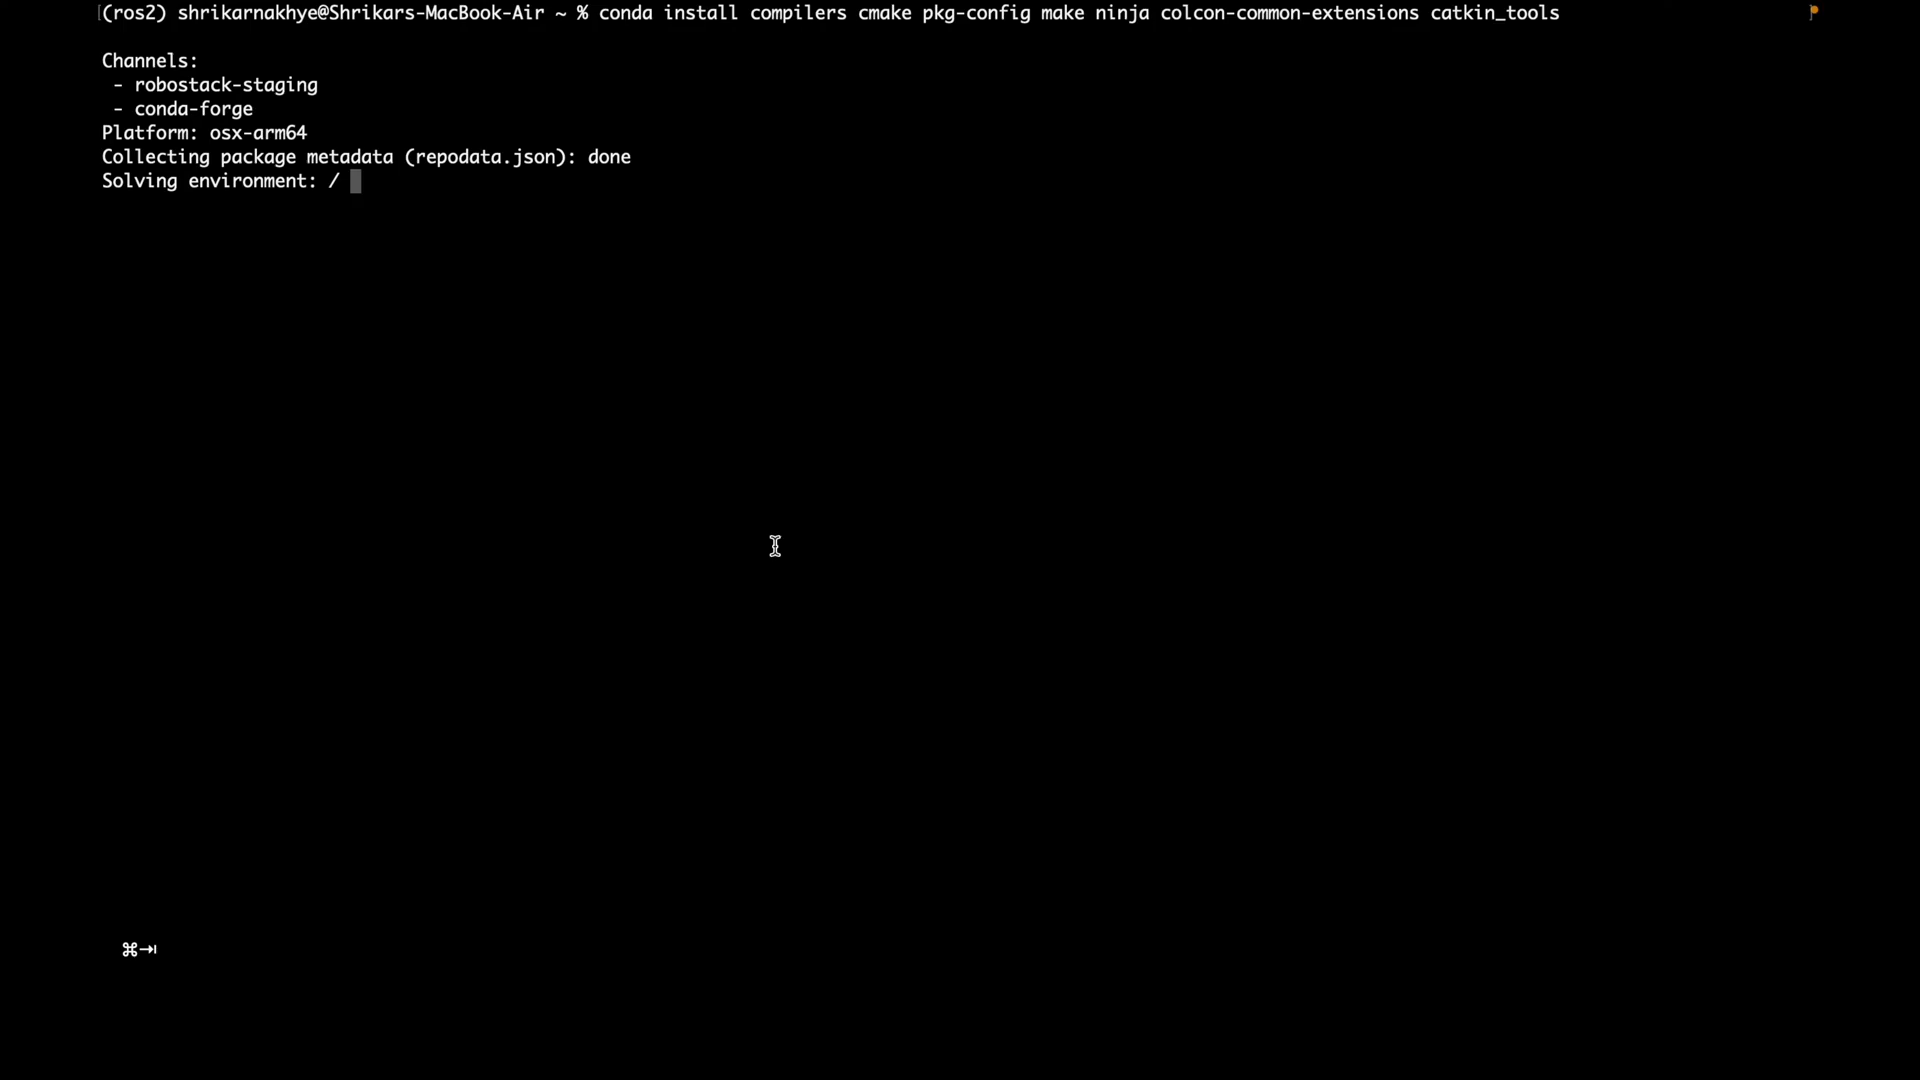 (ros2) shrikarnakhye@Shrikars-MacBook-Air ~ % conda install compilers cmake pkg-config make ninja colcon-common-extensions catkin_tools
Channels:
- robostack-staging
- conda-forge
Platform: osx-arm64
Collecting package metadata (repodata.json): done
Solving environment: /
⌘⇥